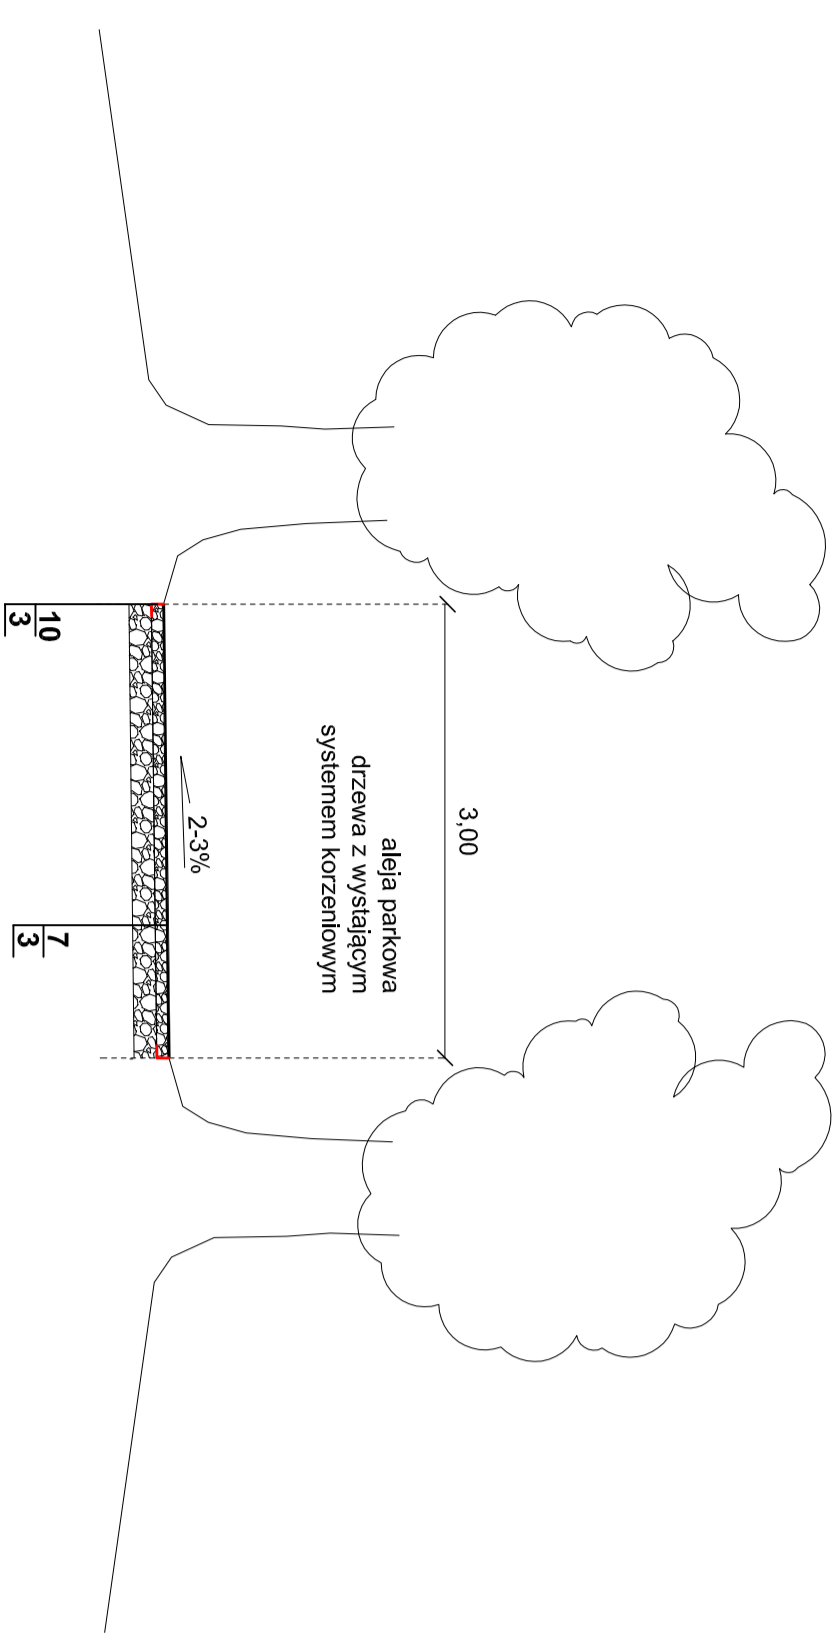 3,00
aleja parkowa
drzewa z wystającym
systemem korzeniowym
2-3%
10
3
7
3